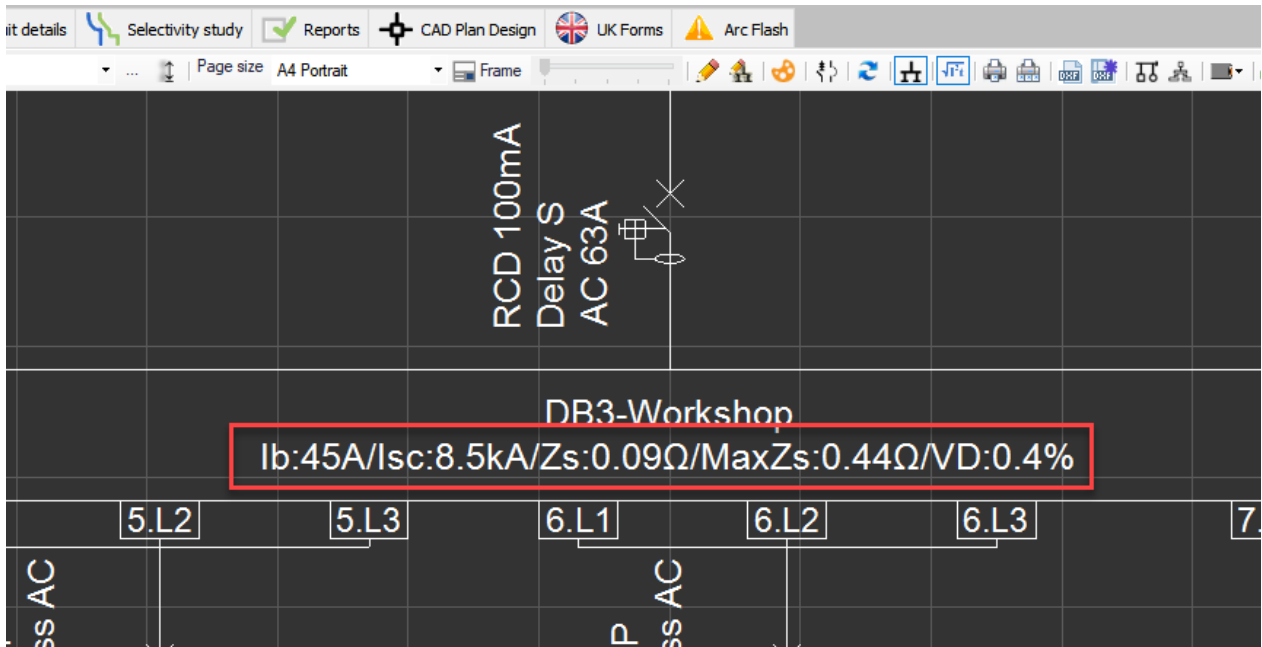 it details Selectivity study Reports CAD Plan Design UK Forms Arc Flash
... Page size A4 Portrait Frame
RCD 100mA
Delay S
AC 63A
DB3-Workshop
Ib:45A/Isc:8.5kA/Zs:0.09Ω/MaxZs:0.44Ω/VD:0.4%
5.L2 5.L3 6.L1 6.L2 6.L3 7.
ss AC
P
ss AC